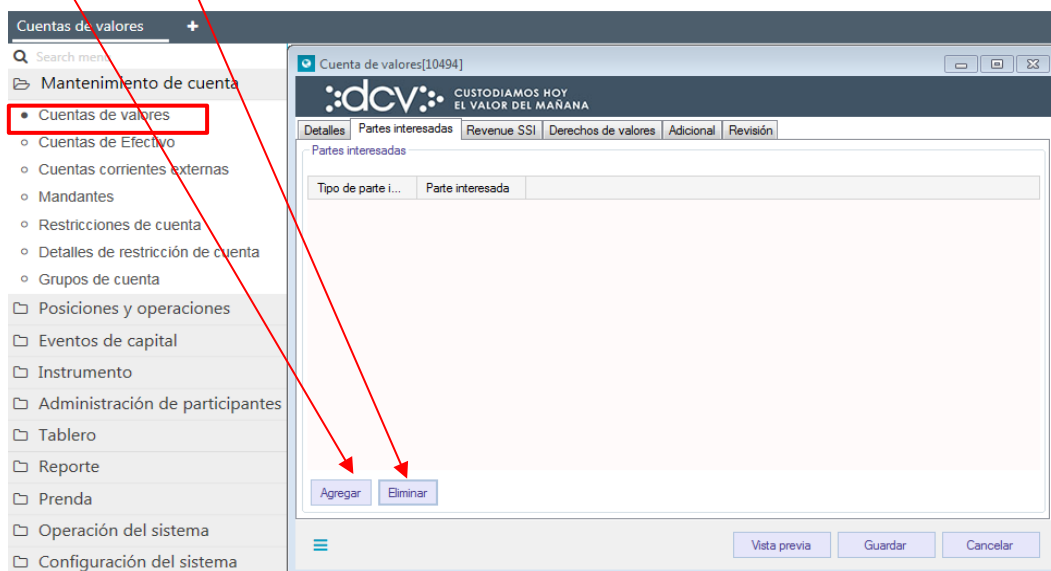 Cuentas de valores +
Search menu
Mantenimiento de cuenta
Cuentas de valores
Cuentas de Efectivo
Cuentas corrientes externas
Mandantes
Restricciones de cuenta
Detalles de restricción de cuenta
Grupos de cuenta
Posiciones y operaciones
Eventos de capital
Instrumento
Administración de participantes
Tablero
Reporte
Prenda
Operación del sistema
Configuración del sistema
Cuenta de valores[10494]
dcv CUSTODIAMOS HOY
EL VALOR DEL MAÑANA
Detalles Partes interesadas Revenue SSI Derechos de valores Adicional Revisión
Partes interesadas
Tipo de parte i... Parte interesada
Agregar Eliminar
Vista previa Guardar Cancelar